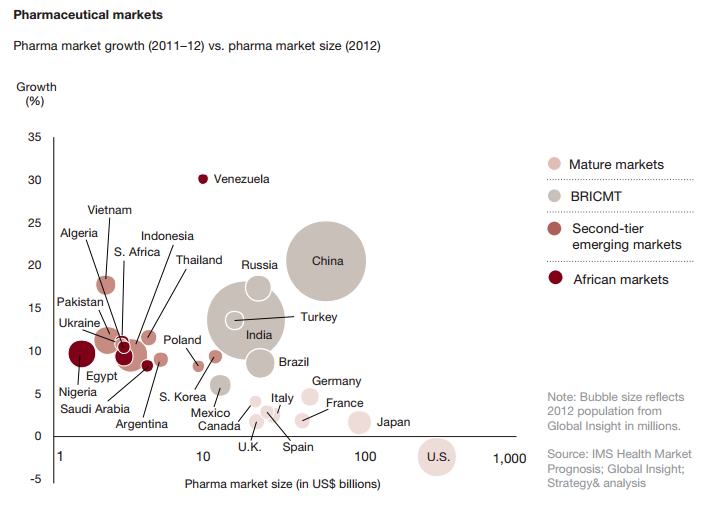 Pharmaceutical markets
Pharma market growth (2011–12) vs. pharma market size (2012)
Growth
(%)
35
30
25
20
15
10
5
0
-5
Venezuela
Vietnam
Algeria
Indonesia
S. Africa
Thailand
Russia
China
Pakistan
Turkey
Ukraine
India
Poland
Brazil
Egypt
Germany
Nigeria
S. Korea
Italy
France
Saudi Arabia
Mexico
Argentina
Canada
Japan
U.K.
Spain
U.S.
1
10
100
1,000
Pharma market size (in US$ billions)
Mature markets
BRICMT
Second-tier
emerging markets
African markets
Note: Bubble size reflects
2012 population from
Global Insight in millions.
Source: IMS Health Market
Prognosis; Global Insight;
Strategy& analysis